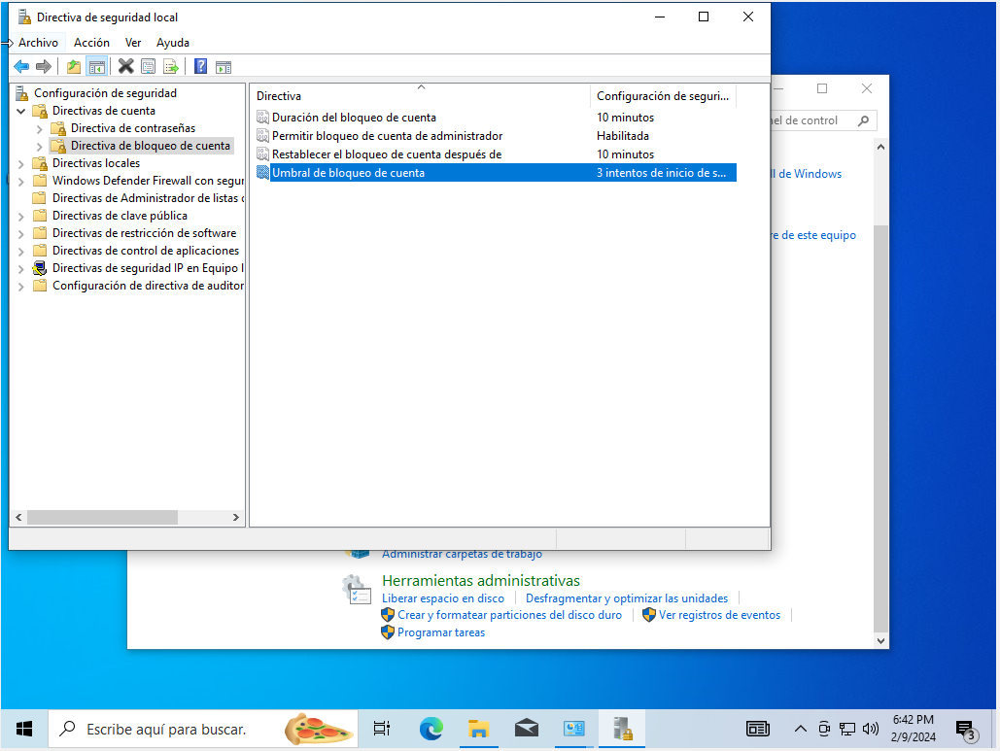 Directiva de seguridad local
Archivo Acción Ver Ayuda
Configuración de seguridad
Directivas de cuenta
Directiva de contraseñas
Directiva de bloqueo de cuenta
Directivas locales
Windows Defender Firewall con segur
Directivas de Administrador de listas
Directivas de clave pública
Directivas de restricción de software
Directivas de control de aplicaciones
Directivas de seguridad IP en Equipo l
Configuración de directiva de auditor
Directiva Configuración de seguri...
Duración del bloqueo de cuenta 10 minutos
Permitir bloqueo de cuenta de administrador Habilitada
Restablecer el bloqueo de cuenta después de 10 minutos
Umbral de bloqueo de cuenta 3 intentos de inicio de s...
nel de control
ll de Windows
re de este equipo
Administrar carpetas de trabajo
Herramientas administrativas
Liberar espacio en disco Desfragmentar y optimizar las unidades
Crear y formatear particiones del disco duro Ver registros de eventos
Programar tareas
Escribe aquí para buscar.
6:42 PM
2/9/2024
3